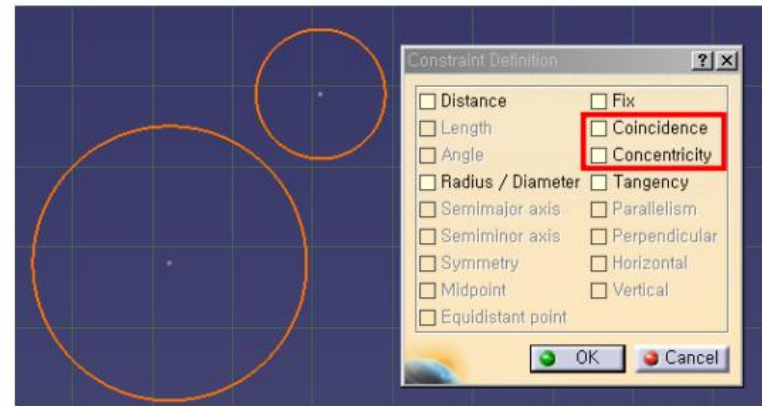 Constraint Definition
Distance
Fix
Length
Coincidence
Angle
Concentricity
Radius / Diameter
Tangency
Semimajor axis
Parallelism
Semiminor axis
Perpendicular
Symmetry
Horizontal
Midpoint
Vertical
Equidistant point
OK
Cancel